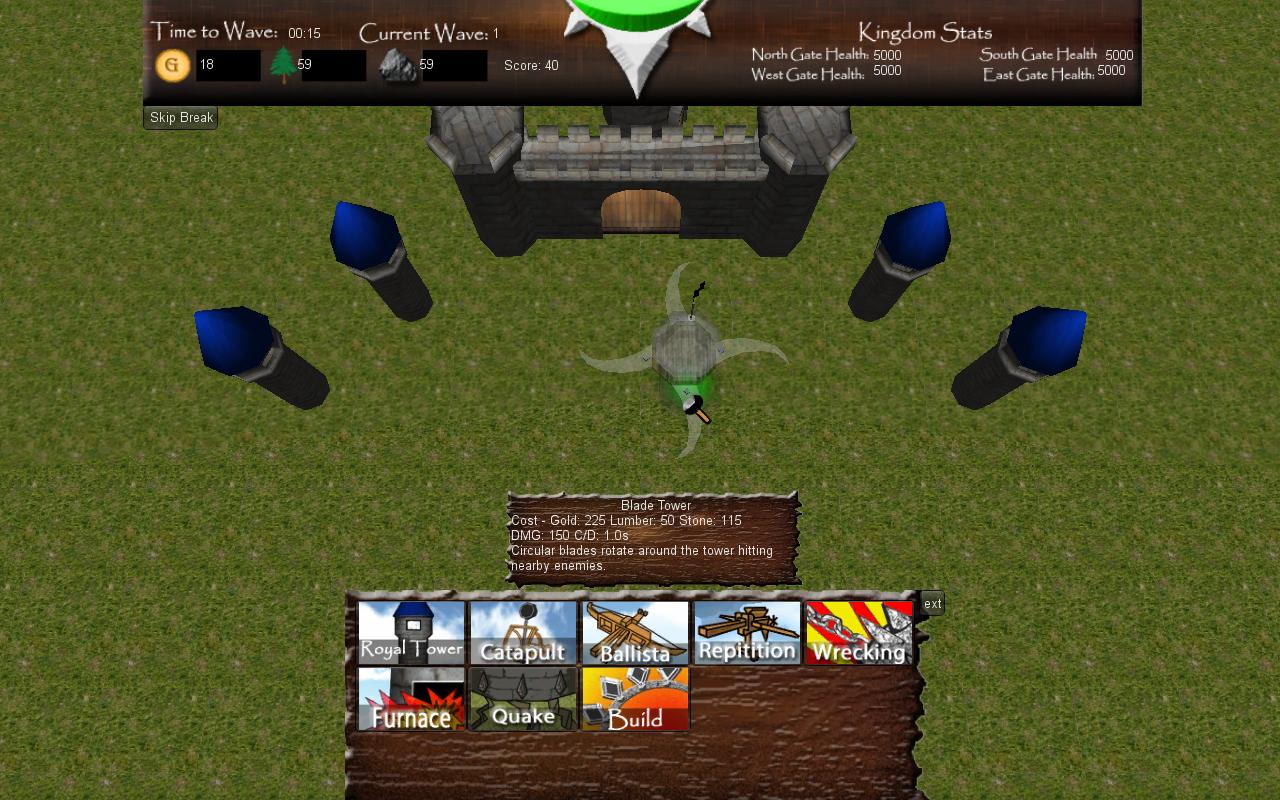 Time to Wave: 00:15 Current Wave: 1
Kingdom Stats
G 18 59 59 Score: 40
North Gate Health: 5000 South Gate Health 5000
West Gate Health: 5000 East Gate Health: 5000
Skip Break
Blade Tower
Cost - Gold: 225 Lumber: 50 Stone: 115
DMG: 150 C/D: 1.0s
Circular blades rotate around the tower hitting
nearby enemies.
ext
Royal Tower Catapult Ballista Repitition Wrecking
Furnace Quake Build